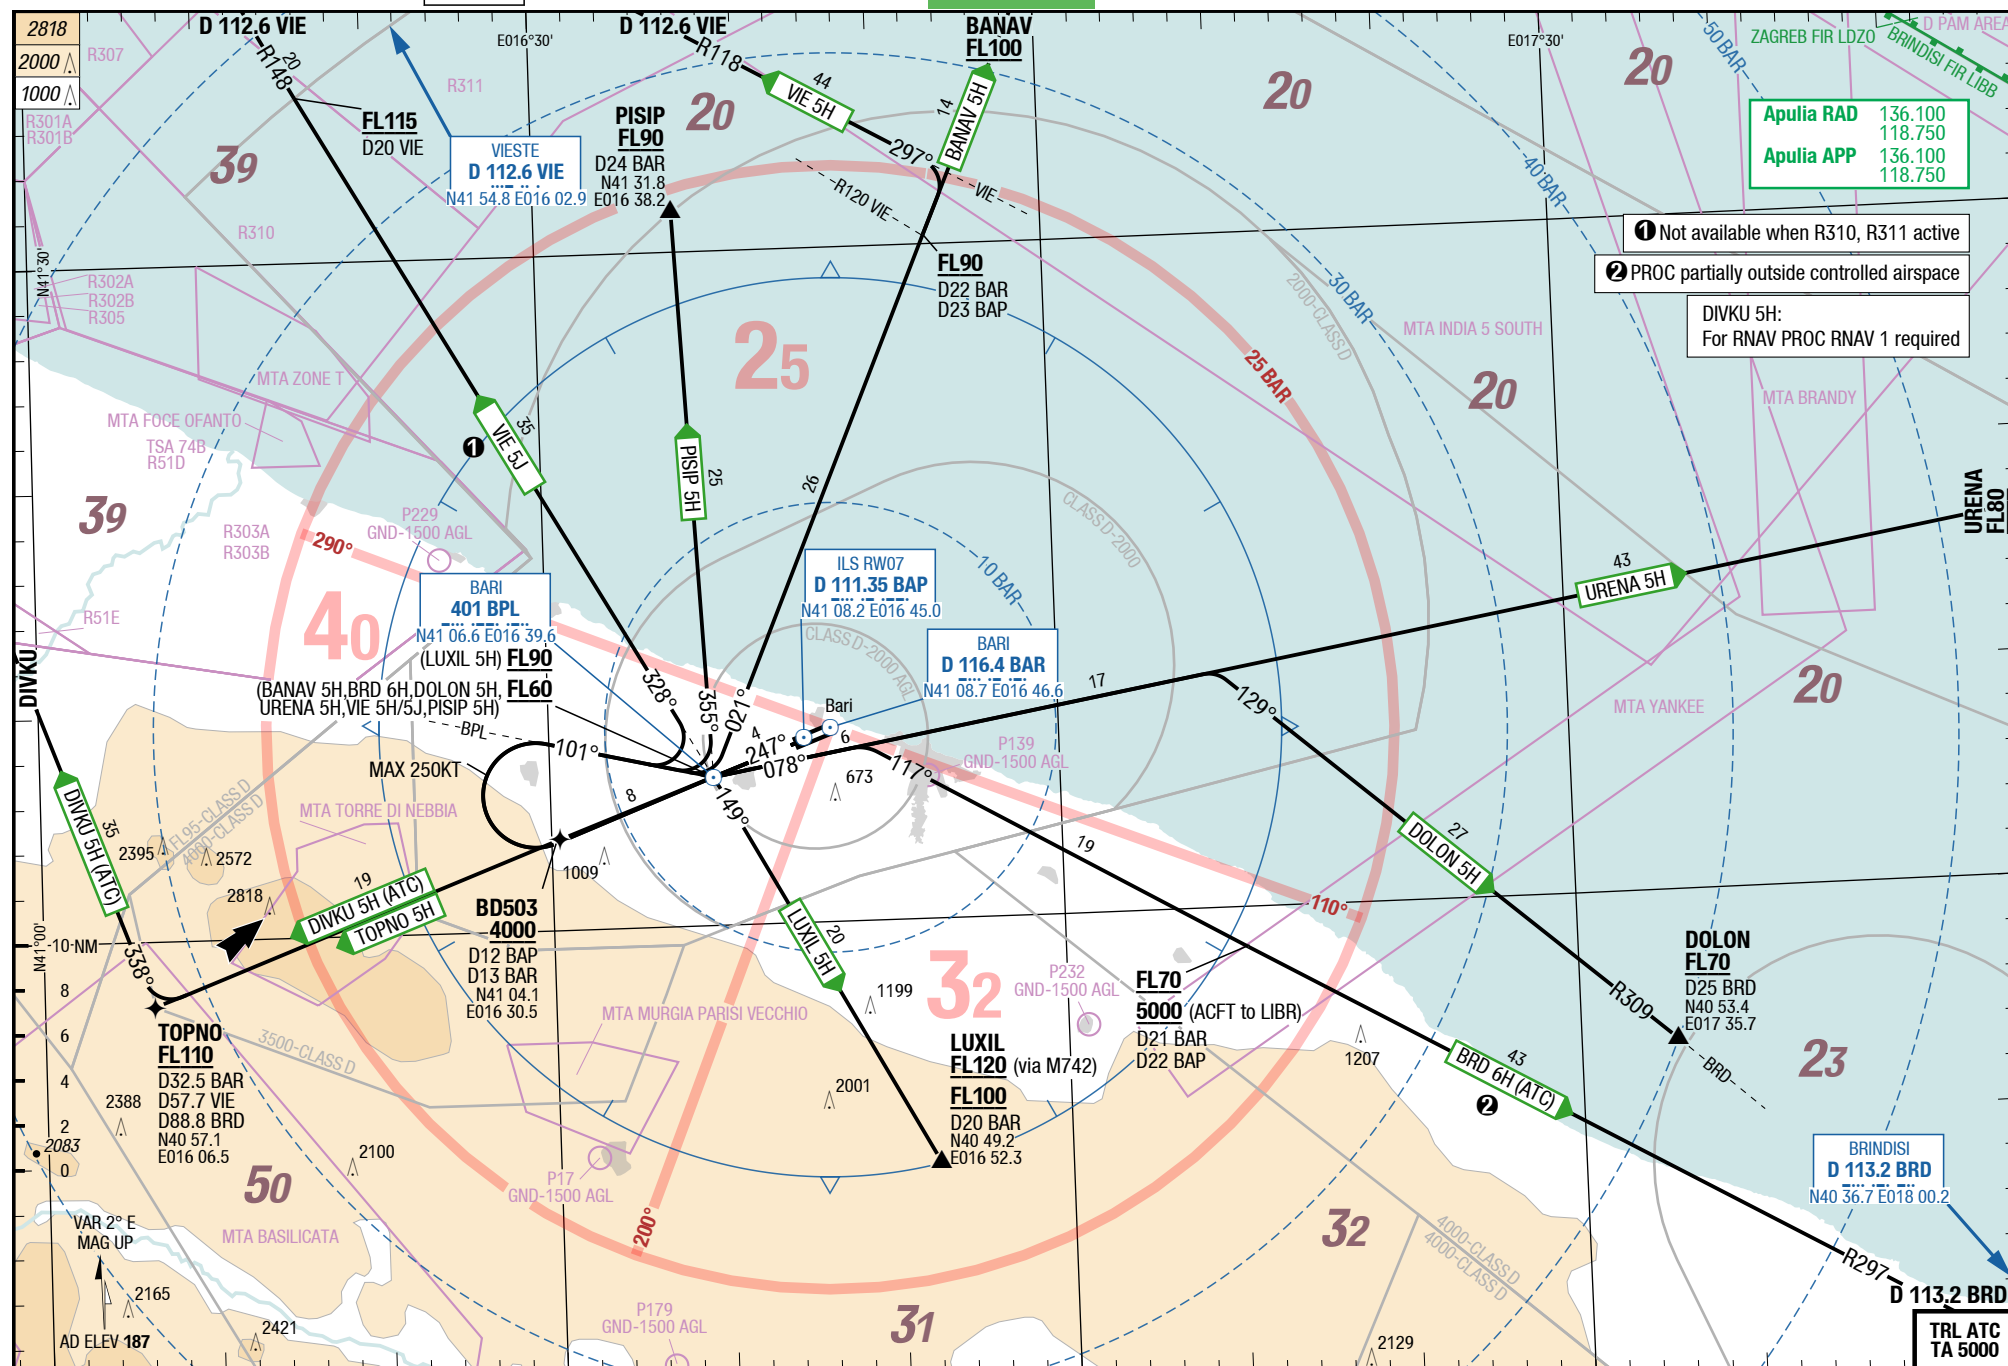 2818
2000
1000
D 112.6 VIE
R148
20
E016°30'
D 112.6 VIE
R118
44
VIE 5H
297°
BANAV
FL100
14
BANAV 5H
E017°30'
50 BAR
ZAGREB FIR LDZO
BRINDISI FIR LIBB
D PAM AREA
R307
R311
R301A
R301B
FL115
D20 VIE
39
VIESTE
D 112.6 VIE
N41 54.8 E016 02.9
PISIP
FL90
D24 BAR
N41 31.8
E016 38.2
20
20
20
Apulia RAD 136.100
118.750
Apulia APP 136.100
118.750
40 BAR
R120 VIE
VIE
R310
N41°30'
R302A
R302B
R305
FL90
D22 BAR
D23 BAP
30 BAR
2000-CLASS D
❶ Not available when R310, R311 active
❷ PROC partially outside controlled airspace
DIVKU 5H:
For RNAV PROC RNAV 1 required
MTA INDIA 5 SOUTH
25
25 BAR
20
MTA BRANDY
MTA ZONE T
MTA FOCE OFANTO
TSA 74B
R51D
❶
VIE 5J
35
PISIP 5H
25
26
39
R303A
R303B
P229
GND-1500 AGL
290°
CLASS D-2000
URENA
FL80
43
URENA 5H
10 BAR
ILS RW07
D 111.35 BAP
N41 08.2 E016 45.0
BARI
401 BPL
N41 06.6 E016 39.6
R51E
40
CLASS D-2000 AGL
BARI
D 116.4 BAR
N41 08.7 E016 46.6
DIVKU
(LUXIL 5H) FL90
(BANAV 5H,BRD 6H,DOLON 5H, FL60
URENA 5H,VIE 5H/5J,PISIP 5H)
328°
355°
021°
17
129°
20
MTA YANKEE
Bari
BPL
101°
4
247°
6
078°
117°
P139
GND-1500 AGL
MAX 250KT
673
149°
8
MTA TORRE DI NEBBIA
FL95-CLASS D
4000-CLASS D
DIVKU 5H (ATC)
35
2395
2572
2818
19
DIVKU 5H (ATC)
TOPNO 5H
1009
19
27
DOLON 5H
BD503
4000
D12 BAP
D13 BAR
N41 04.1
E016 30.5
LUXIL 5H
20
110°
N41°00'
10 NM
8
6
4
2
0
338°
32
1199
P232
GND-1500 AGL
FL70
5000 (ACFT to LIBR)
D21 BAR
D22 BAP
DOLON
FL70
D25 BRD
N40 53.4
E017 35.7
R309
BRD
TOPNO
FL110
D32.5 BAR
D57.7 VIE
D88.8 BRD
N40 57.1
E016 06.5
3500-CLASS D
MTA MURGIA PARISI VECCHIO
LUXIL
FL120 (via M742)
FL100
D20 BAR
N40 49.2
E016 52.3
1207
43
BRD 6H (ATC)
❷
23
2388
2001
2083
2100
P17
GND-1500 AGL
50
BRINDISI
D 113.2 BRD
N40 36.7 E018 00.2
VAR 2° E
MAG UP
MTA BASILICATA
200°
32
4000-CLASS D
4000-CLASS D
R297
2165
2421
AD ELEV 187
P179
GND-1500 AGL
31
2129
D 113.2 BRD
TRL ATC
TA 5000